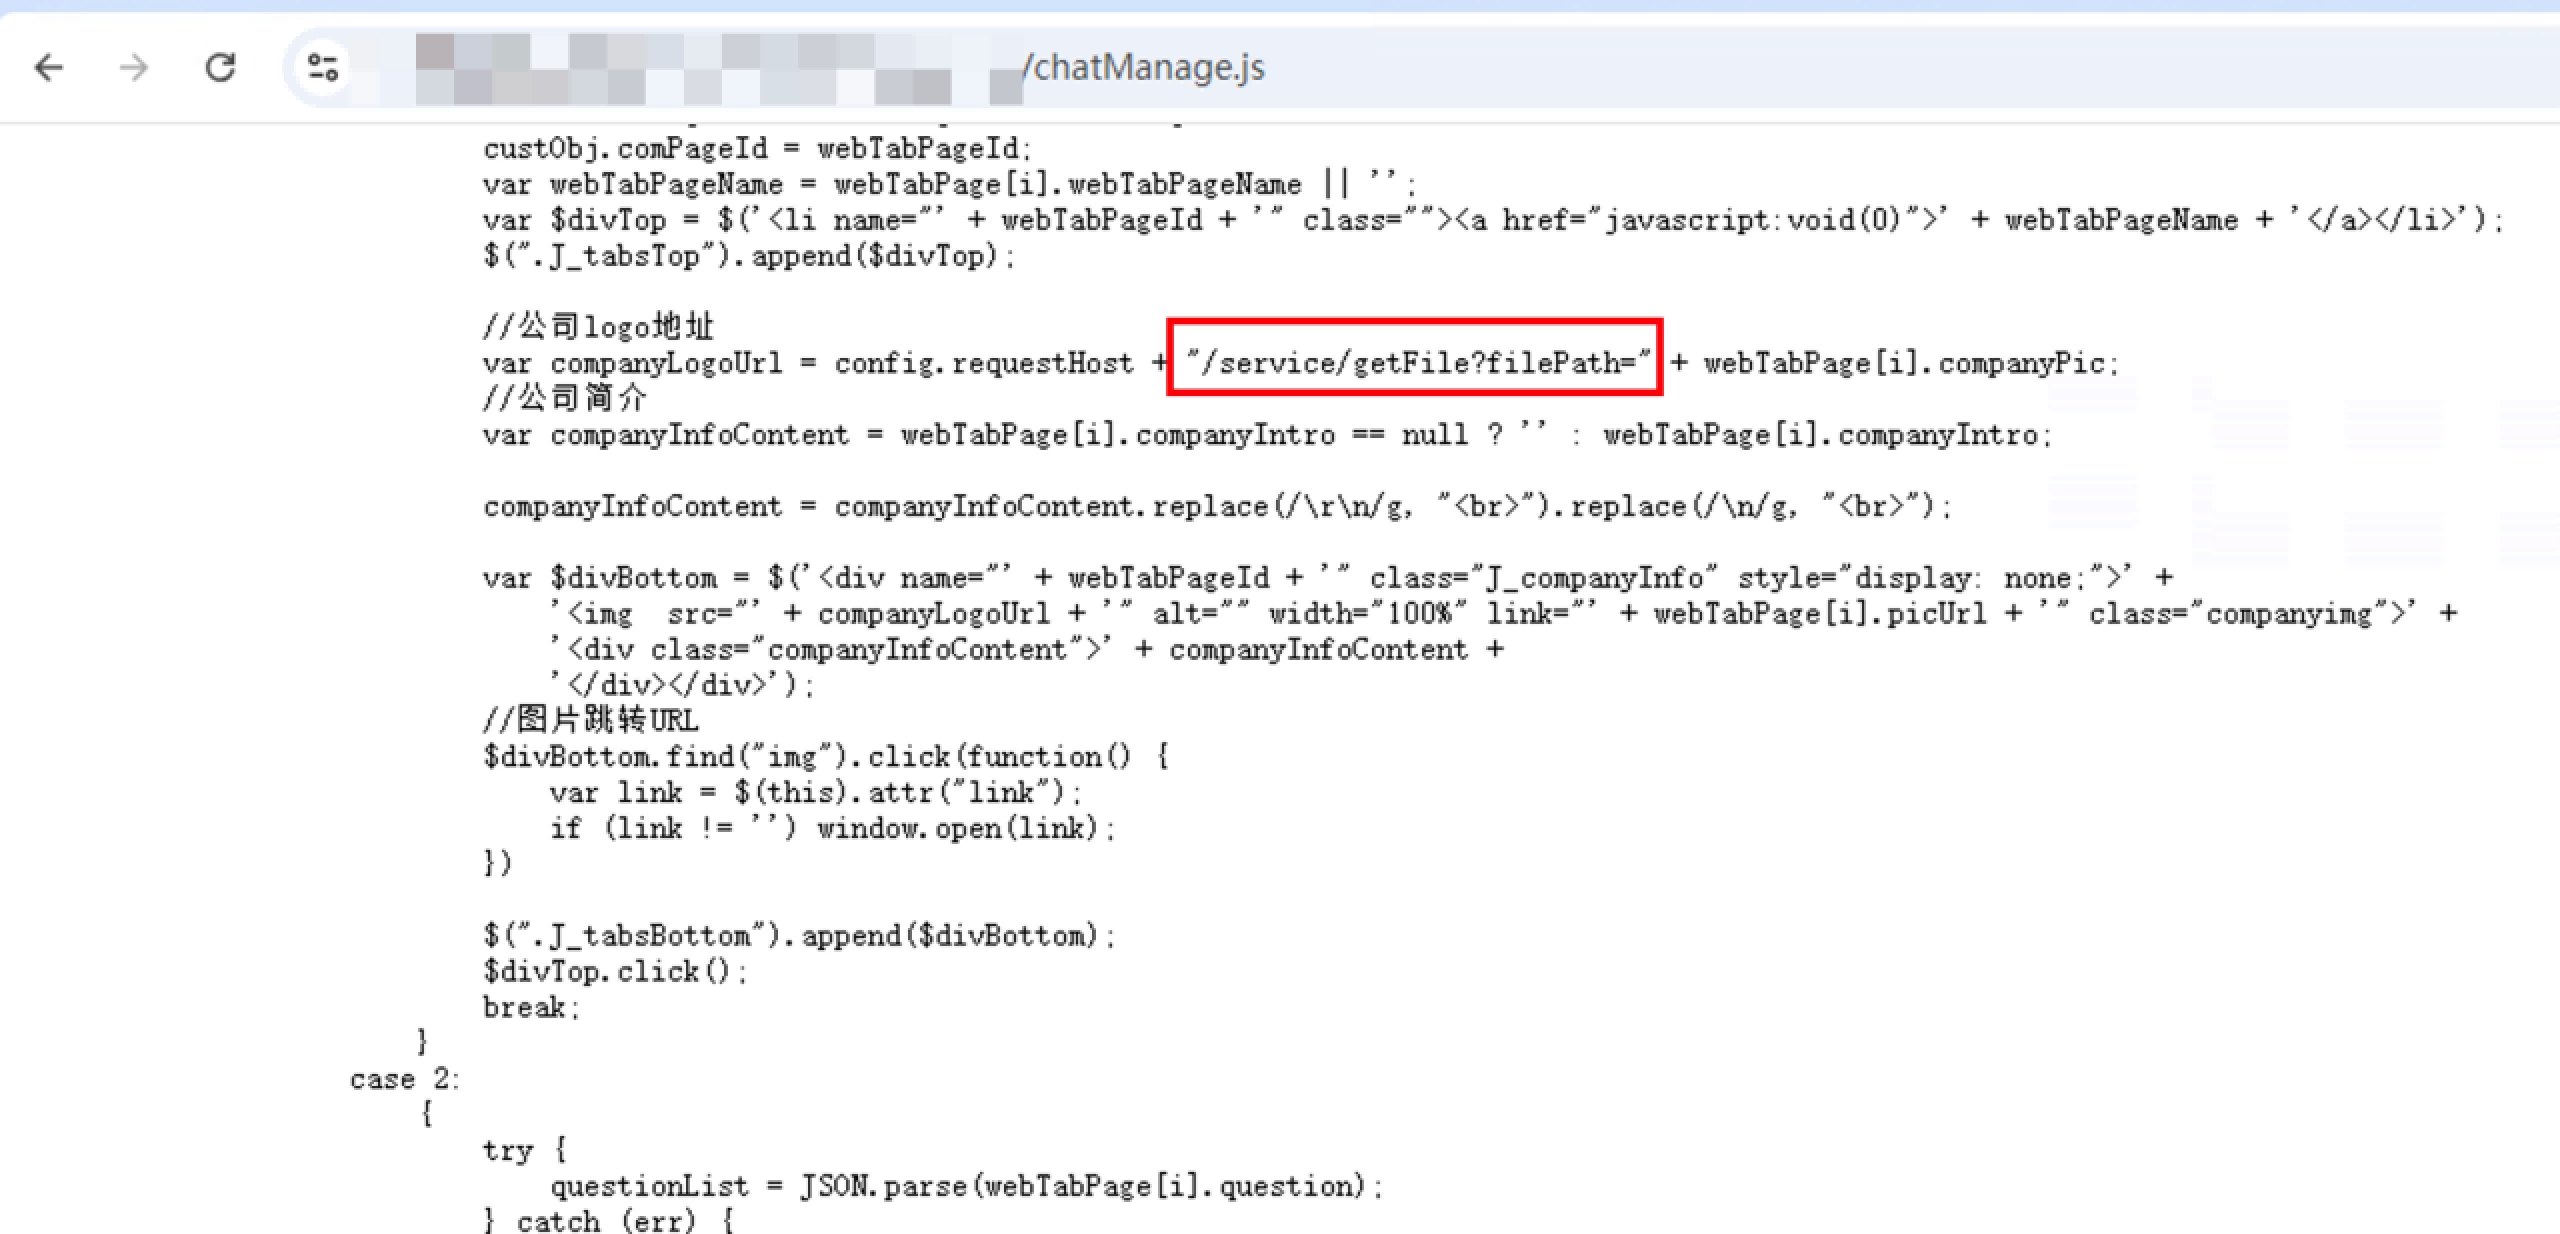 /chatManage.js
custObj.comPageId = webTabPageId;
var webTabPageName = webTabPage[i].webTabPageName || '';
var $divTop = $('<li name="' + webTabPageId + '" class=""><a href="javascript:void(0)">' + webTabPageName + '</a></li>');
$(".J_tabsTop").append($divTop);
//公司logo地址
var companyLogoUrl = config.requestHost + "/service/getFile?filePath=" + webTabPage[i].companyPic;
//公司简介
var companyInfoContent = webTabPage[i].companyIntro == null ? '' : webTabPage[i].companyIntro;
companyInfoContent = companyInfoContent.replace(/\r\n/g, "<br>").replace(/\n/g, "<br>");
var $divBottom = $('<div name="' + webTabPageId + '" class="J_companyInfo" style="display: none;">' +
'<img  src="' + companyLogoUrl + '" alt="" width="100%" link="' + webTabPage[i].picUrl + '" class="companyimg">' +
'<div class="companyInfoContent">' + companyInfoContent +
'</div></div>');
//图片跳转URL
$divBottom.find("img").click(function() {
var link = $(this).attr("link");
if (link != '') window.open(link);
})
$(".J_tabsBottom").append($divBottom);
$divTop.click();
break;
}
case 2:
{
try {
questionList = JSON.parse(webTabPage[i].question);
} catch (err) {